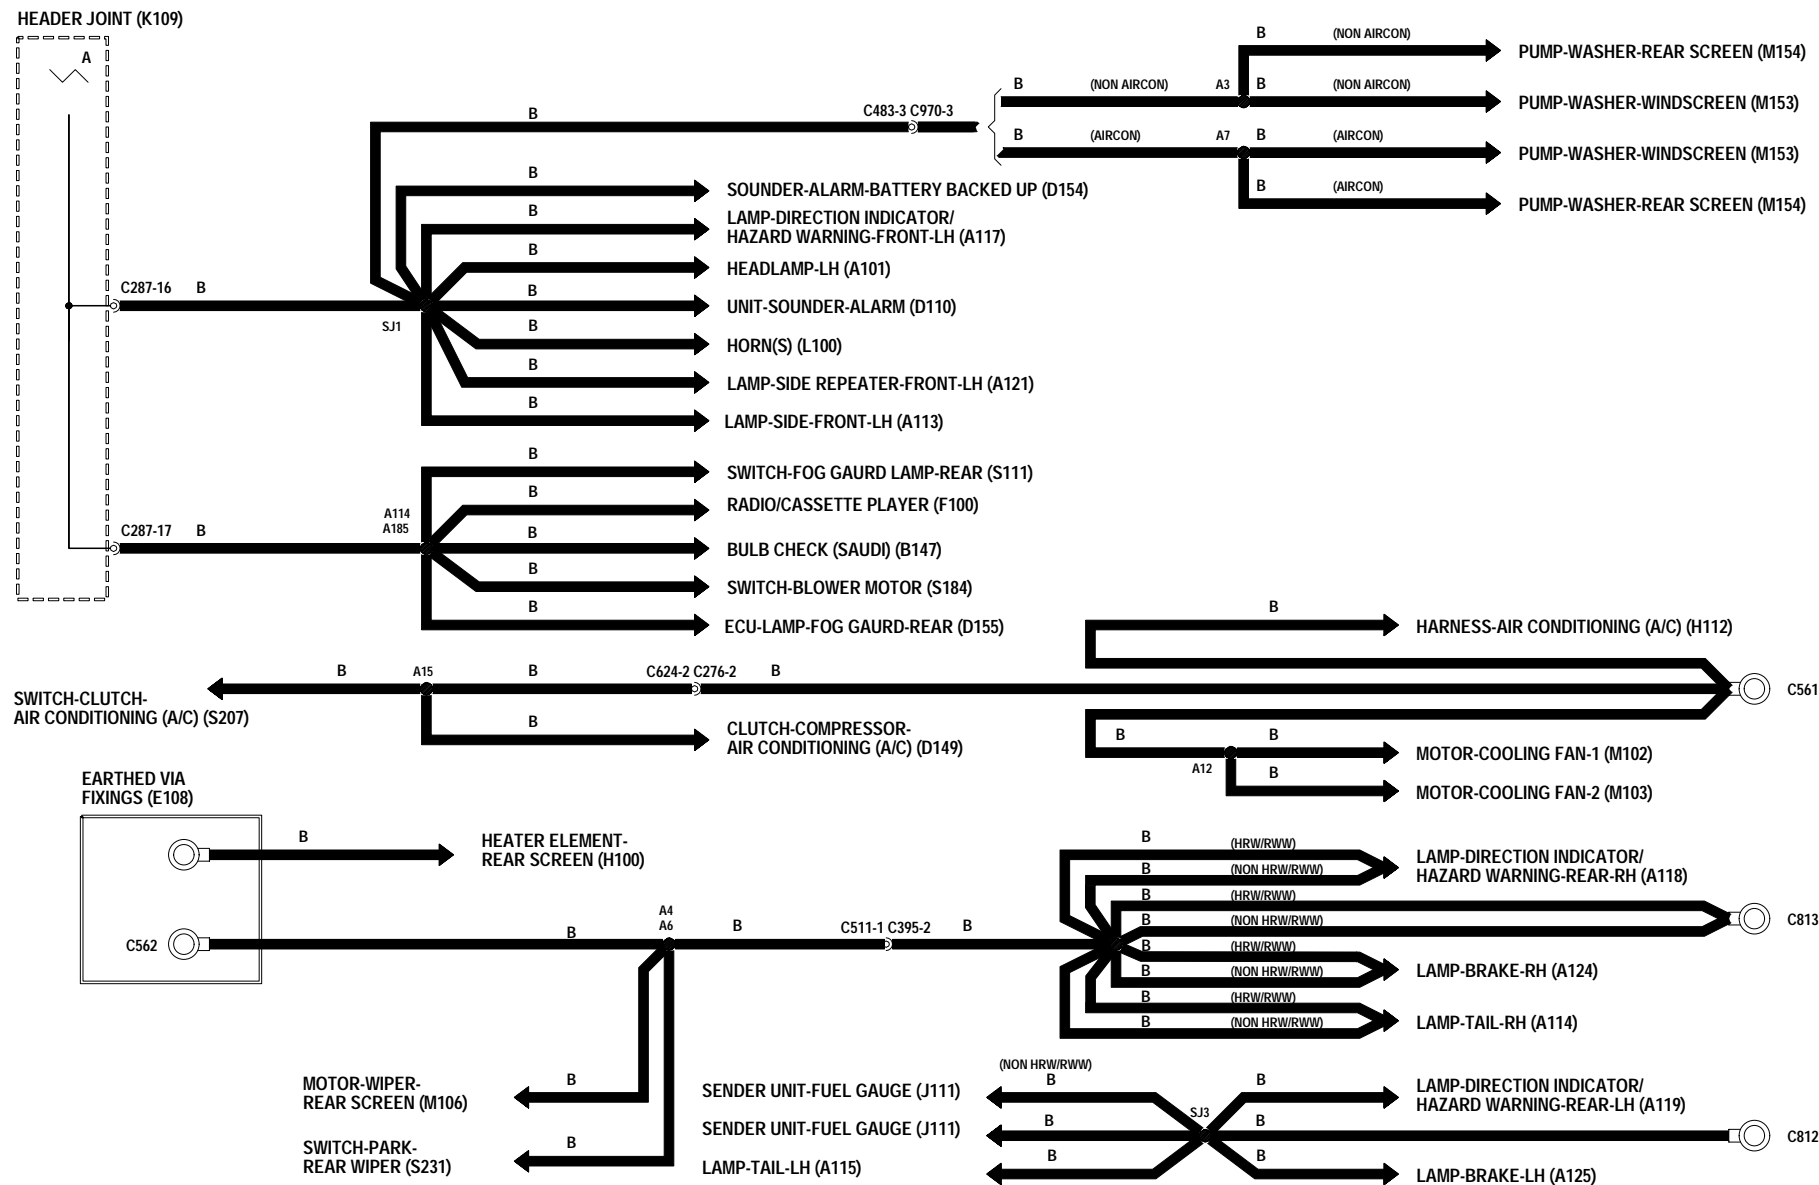 HEADER JOINT (K109)
A
B
(NON AIRCON)
PUMP-WASHER-REAR SCREEN (M154)
B
(NON AIRCON)
A3
B
(NON AIRCON)
PUMP-WASHER-WINDSCREEN (M153)
B
C483-3 C970-3
B
(AIRCON)
A7
B
(AIRCON)
PUMP-WASHER-WINDSCREEN (M153)
B
(AIRCON)
PUMP-WASHER-REAR SCREEN (M154)
B
SOUNDER-ALARM-BATTERY BACKED UP (D154)
B
LAMP-DIRECTION INDICATOR/
HAZARD WARNING-FRONT-LH (A117)
B
HEADLAMP-LH (A101)
C287-16
B
SJ1
B
UNIT-SOUNDER-ALARM (D110)
B
HORN(S) (L100)
B
LAMP-SIDE REPEATER-FRONT-LH (A121)
B
LAMP-SIDE-FRONT-LH (A113)
B
SWITCH-FOG GAURD LAMP-REAR (S111)
B
RADIO/CASSETTE PLAYER (F100)
C287-17
B
A114
A185
B
BULB CHECK (SAUDI) (B147)
B
SWITCH-BLOWER MOTOR (S184)
B
ECU-LAMP-FOG GAURD-REAR (D155)
B
HARNESS-AIR CONDITIONING (A/C) (H112)
SWITCH-CLUTCH-
AIR CONDITIONING (A/C) (S207)
B
A15
B
C624-2 C276-2
B
C561
B
CLUTCH-COMPRESSOR-
AIR CONDITIONING (A/C) (D149)
B
A12
B
MOTOR-COOLING FAN-1 (M102)
B
MOTOR-COOLING FAN-2 (M103)
EARTHED VIA
FIXINGS (E108)
B
HEATER ELEMENT-
REAR SCREEN (H100)
C562
B
A4
A6
B
C511-1 C395-2
B
B
(HRW/RWW)
B
(NON HRW/RWW)
LAMP-DIRECTION INDICATOR/
HAZARD WARNING-REAR-RH (A118)
B
(HRW/RWW)
B
(NON HRW/RWW)
C813
B
(HRW/RWW)
B
(NON HRW/RWW)
LAMP-BRAKE-RH (A124)
B
(HRW/RWW)
B
(NON HRW/RWW)
LAMP-TAIL-RH (A114)
MOTOR-WIPER-
REAR SCREEN (M106)
B
SWITCH-PARK-
REAR WIPER (S231)
B
SENDER UNIT-FUEL GAUGE (J111)
(NON HRW/RWW)
B
SENDER UNIT-FUEL GAUGE (J111)
B
LAMP-TAIL-LH (A115)
B
SJ3
B
LAMP-DIRECTION INDICATOR/
HAZARD WARNING-REAR-LH (A119)
B
C812
B
LAMP-BRAKE-LH (A125)